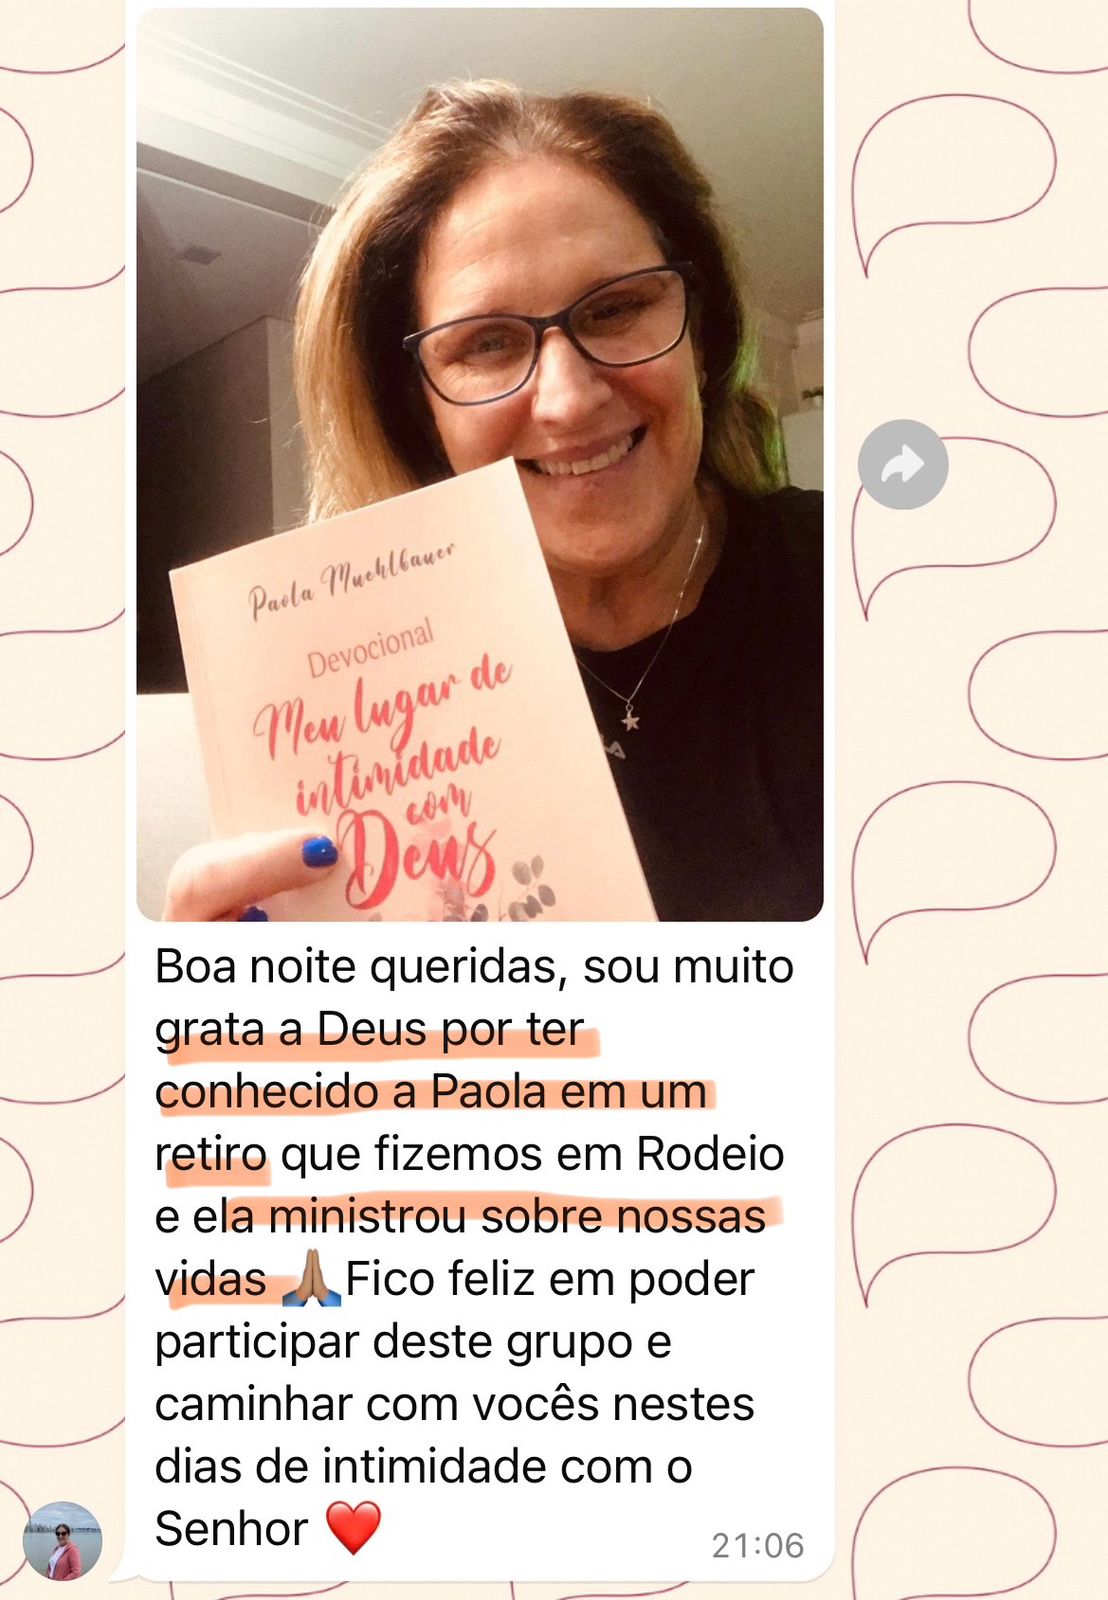 Paola Muehlbauer
Devocional
Meu lugar de
intimidade
com
Deus
Boa noite queridas, sou muito
grata a Deus por ter
conhecido a Paola em um
retiro que fizemos em Rodeio
e ela ministrou sobre nossas
vidas 🙏🏽Fico feliz em poder
participar deste grupo e
caminhar com vocês nestes
dias de intimidade com o
Senhor ❤️
21:06